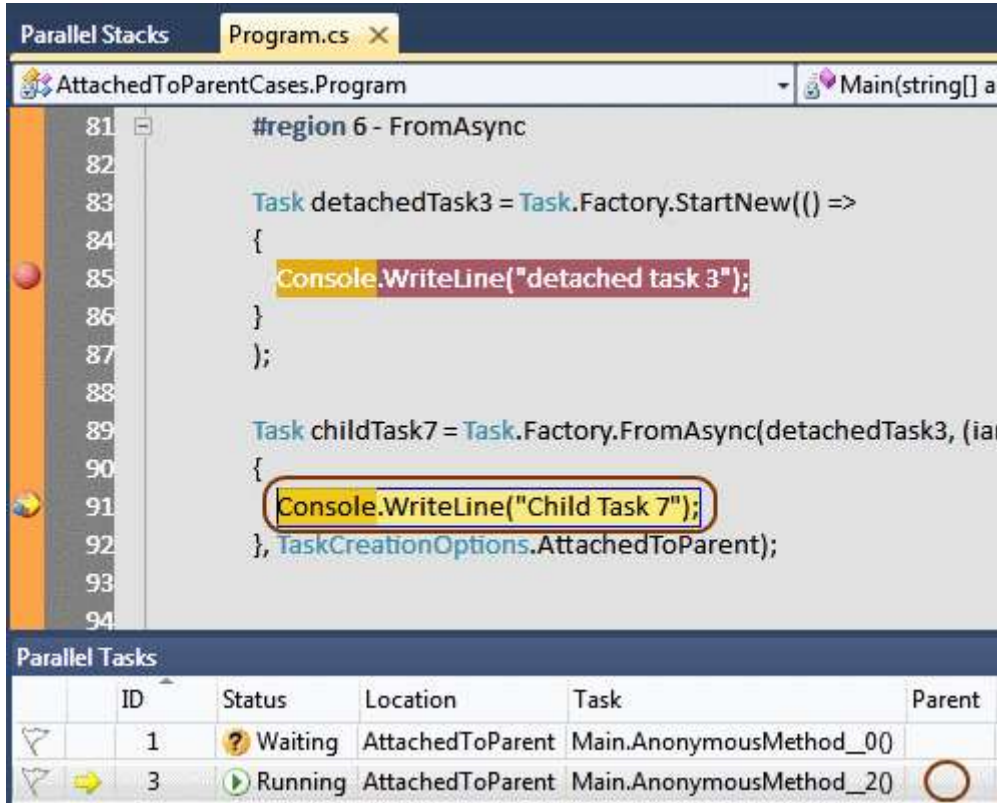 Parallel Stacks Program.cs
AttachedToParentCases.Program Main(string[] a
81 #region 6 - FromAsync
82
83 Task detachedTask3 = Task.Factory.StartNew(() =>
84 {
85 Console.WriteLine("detached task 3");
86 }
87 );
88
89 Task childTask7 = Task.Factory.FromAsync(detachedTask3, (iar
90 {
91 Console.WriteLine("Child Task 7");
92 }, TaskCreationOptions.AttachedToParent);
93
94
Parallel Tasks
ID Status Location Task Parent
1 Waiting AttachedToParent Main.AnonymousMethod__0()
3 Running AttachedToParent Main.AnonymousMethod__2()